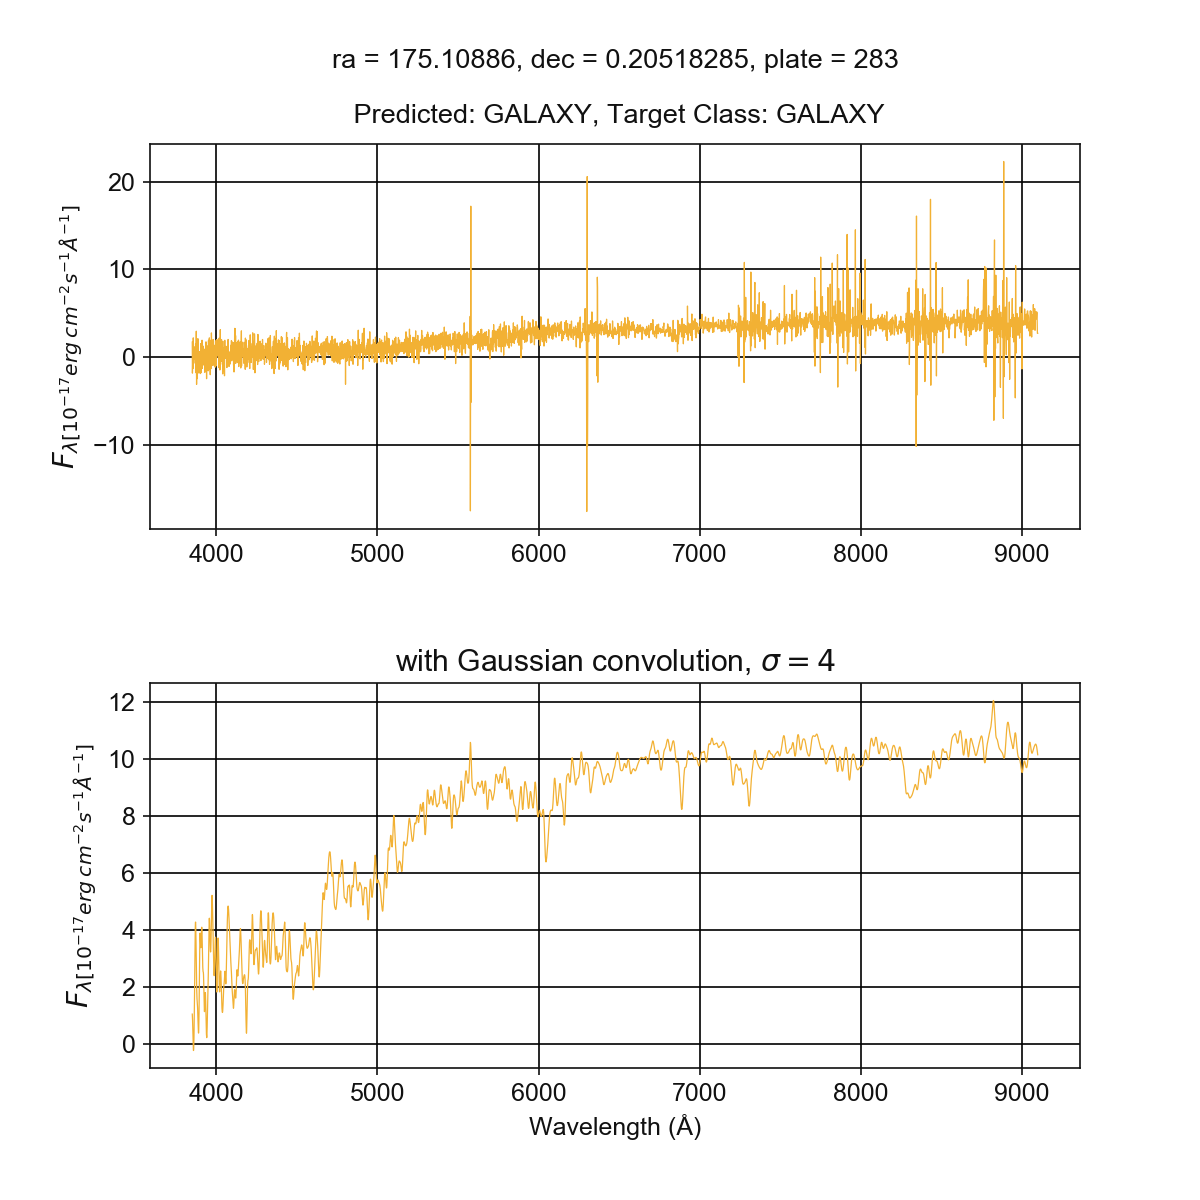 ra = 175.10886, dec = 0.20518285, plate = 283
Predicted: GALAXY, Target Class: GALAXY
20
10
0
−10
F_{λ[10^{−17} erg cm^{−2} s^{−1} Å^{−1}]}
4000 5000 6000 7000 8000 9000
with Gaussian convolution, σ = 4
12
10
8
6
4
2
0
F_{λ[10^{−17} erg cm^{−2} s^{−1} Å^{−1}]}
4000 5000 6000 7000 8000 9000
Wavelength (Å)